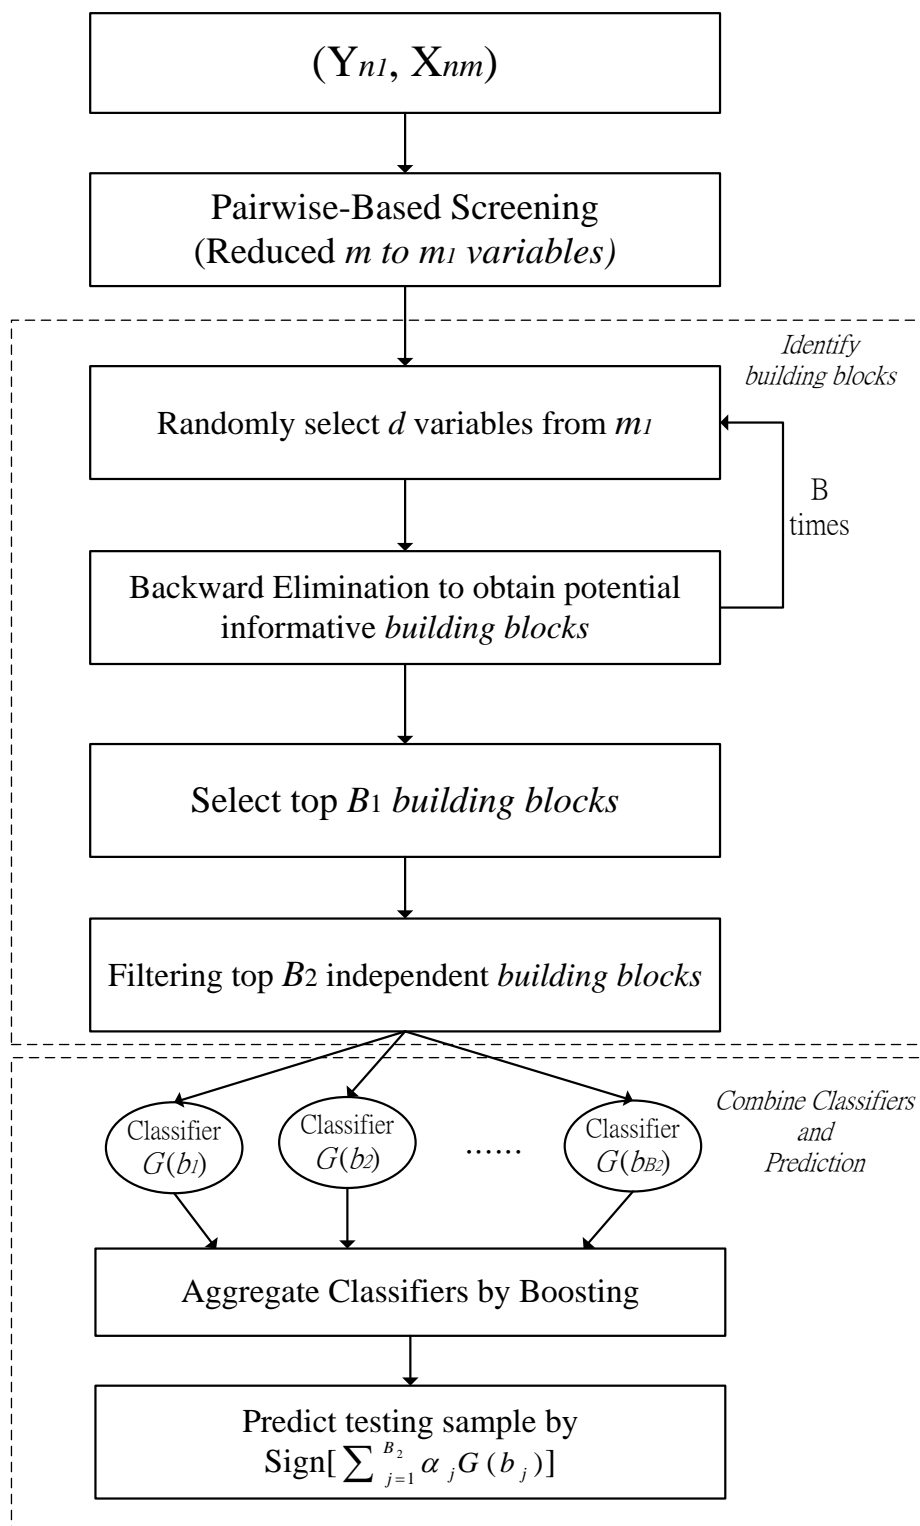 (Yn1, Xnm)
Pairwise-Based Screening
(Reduced m to m1 variables)
Identify
building blocks
Randomly select d variables from m1
B
times
Backward Elimination to obtain potential
informative building blocks
Select top B1 building blocks
Filtering top B2 independent building blocks
Combine Classifiers
and
Prediction
Classifier
G(b1)
Classifier
G(b2)
......
Classifier
G(bB2)
Aggregate Classifiers by Boosting
Predict testing sample by
Sign[∑_{j=1}^{B_2} α_j G(b_j)]